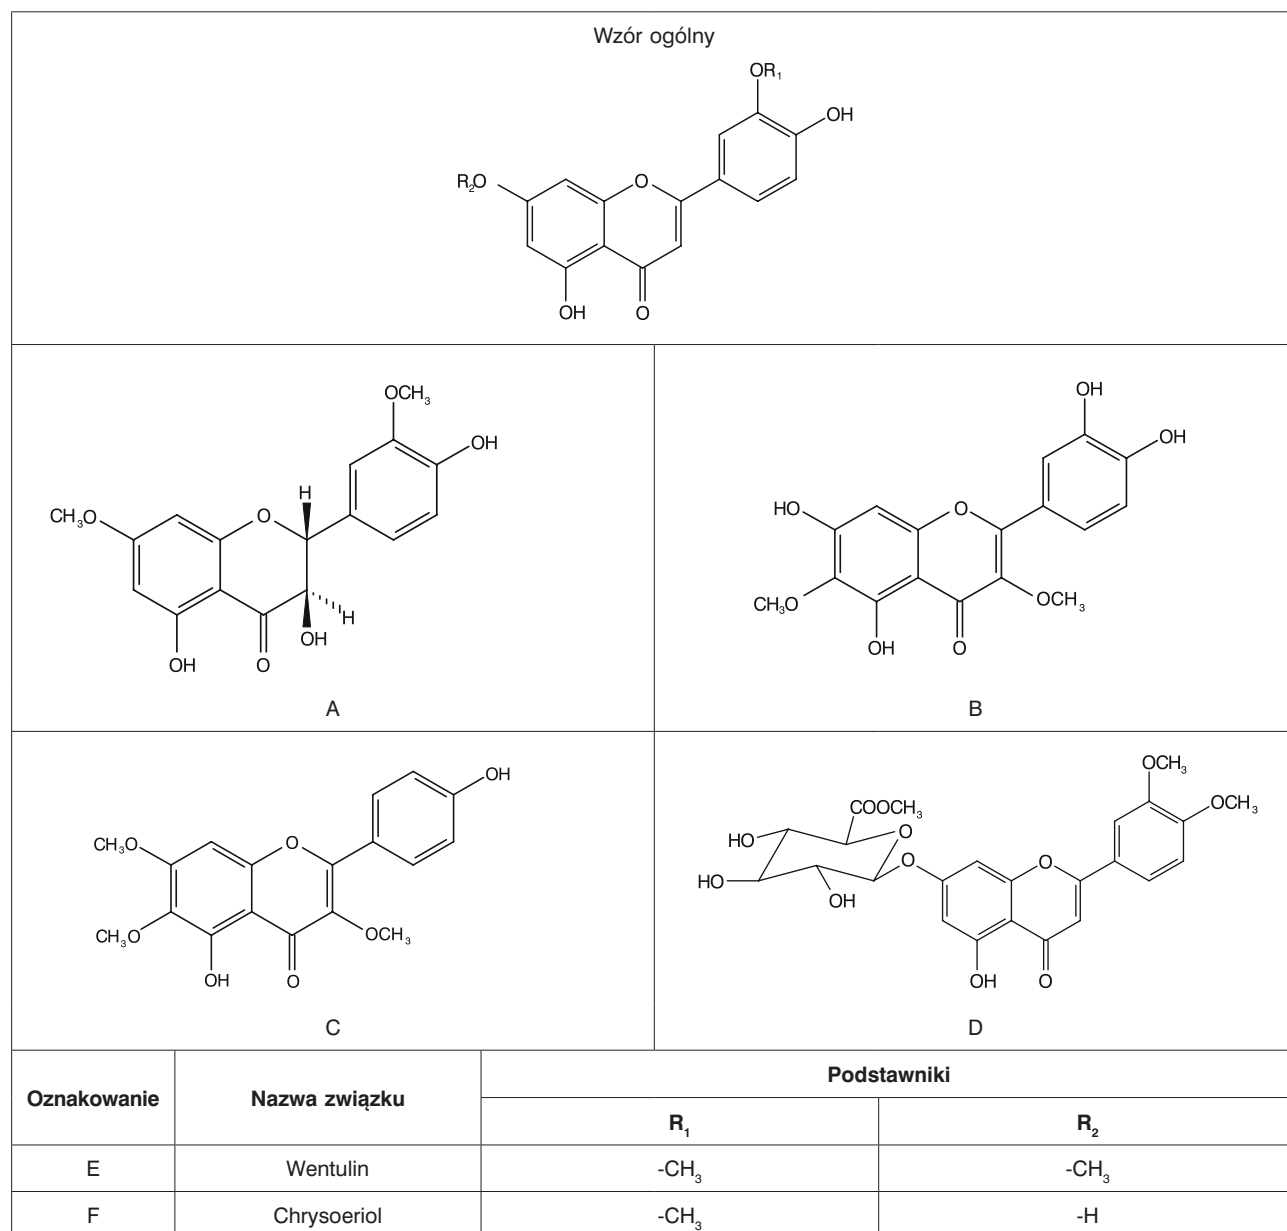 Wzór ogólny
OR₁
OH
R₂O
O
OH
O
OCH₃
OH
H
CH₃O
O
H
OH
OH
O
A
OH
OH
HO
O
CH₃O
OCH₃
OH
O
B
OH
CH₃O
O
CH₃O
OCH₃
OH
O
C
OCH₃
OCH₃
COOCH₃
HO
O
HO
O
O
OH
OH
O
D
Oznakowanie
Nazwa związku
Podstawniki
R₁
R₂
E Wentulin -CH₃ -CH₃
F Chrysoeriol -CH₃ -H